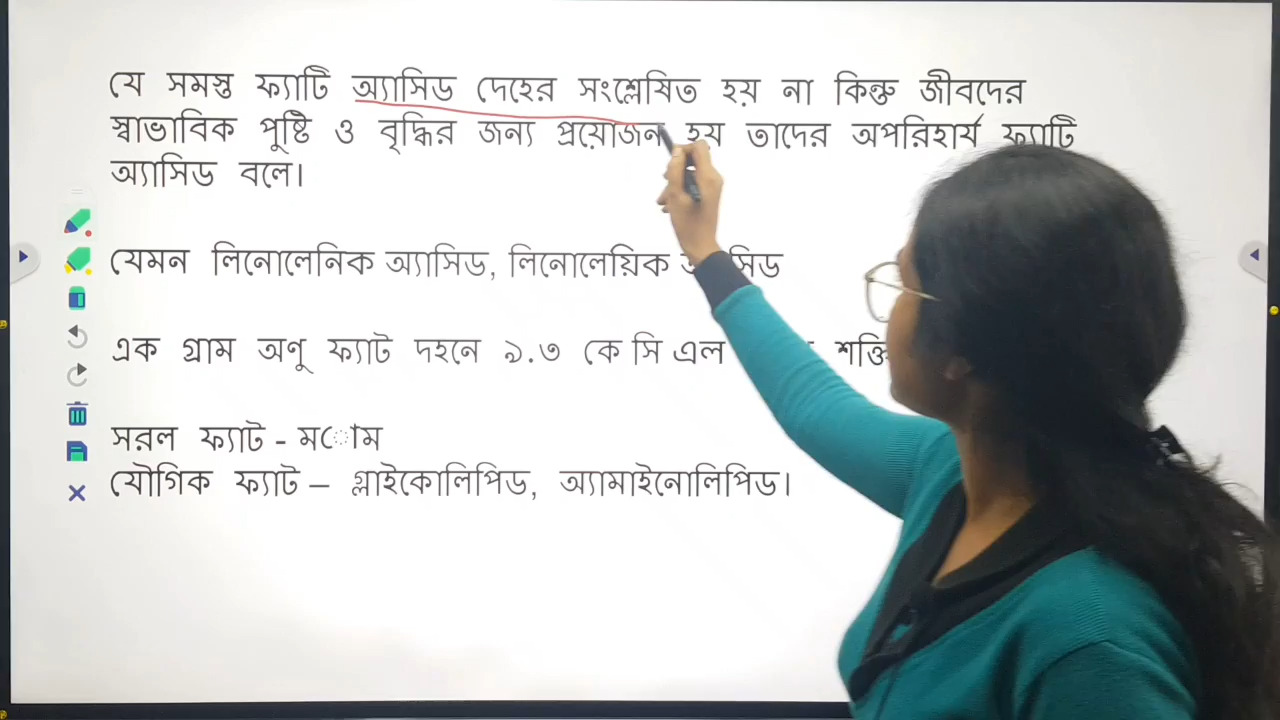 যে সমস্ত ফ্যাটি অ্যাসিড দেহের সংশ্লেষিত হয় না কিন্তু জীবদের
স্বাভাবিক পুষ্টি ও বৃদ্ধির জন্য প্রয়োজন হয় তাদের অপরিহার্য ফ্যাটি
অ্যাসিড বলে।
যেমন লিনোলেনিক অ্যাসিড, লিনোলেয়িক
এক গ্রাম অণু ফ্যাট দহনে ৯.৩ কে সি এল
সরল ফ্যাট - মোম
যৌগিক ফ্যাট – গ্লাইকোলিপিড, অ্যামাইনোলিপিড।